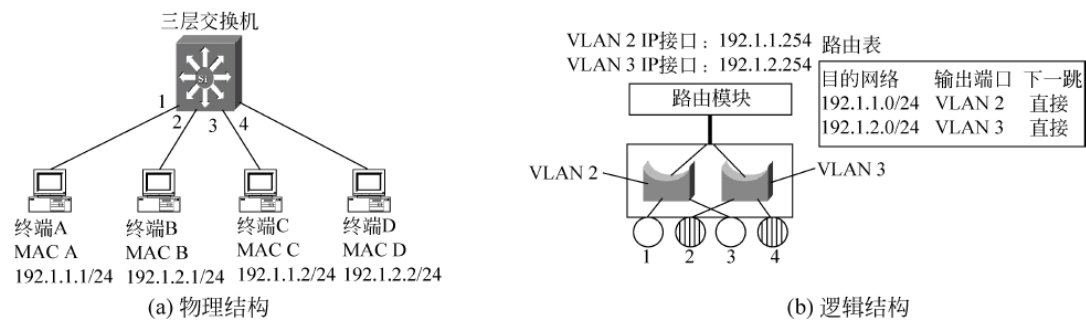 三层交换机
Si
1
2
3
4
终端A
MAC A
192.1.1.1/24
终端B
MAC B
192.1.2.1/24
终端C
MAC C
192.1.1.2/24
终端D
MAC D
192.1.2.2/24
(a) 物理结构
VLAN 2 IP接口：192.1.1.254
VLAN 3 IP接口：192.1.2.254
路由模块
路由表
目的网络 输出端口 下一跳
192.1.1.0/24 VLAN 2 直接
192.1.2.0/24 VLAN 3 直接
VLAN 2
VLAN 3
1
2
3
4
(b) 逻辑结构